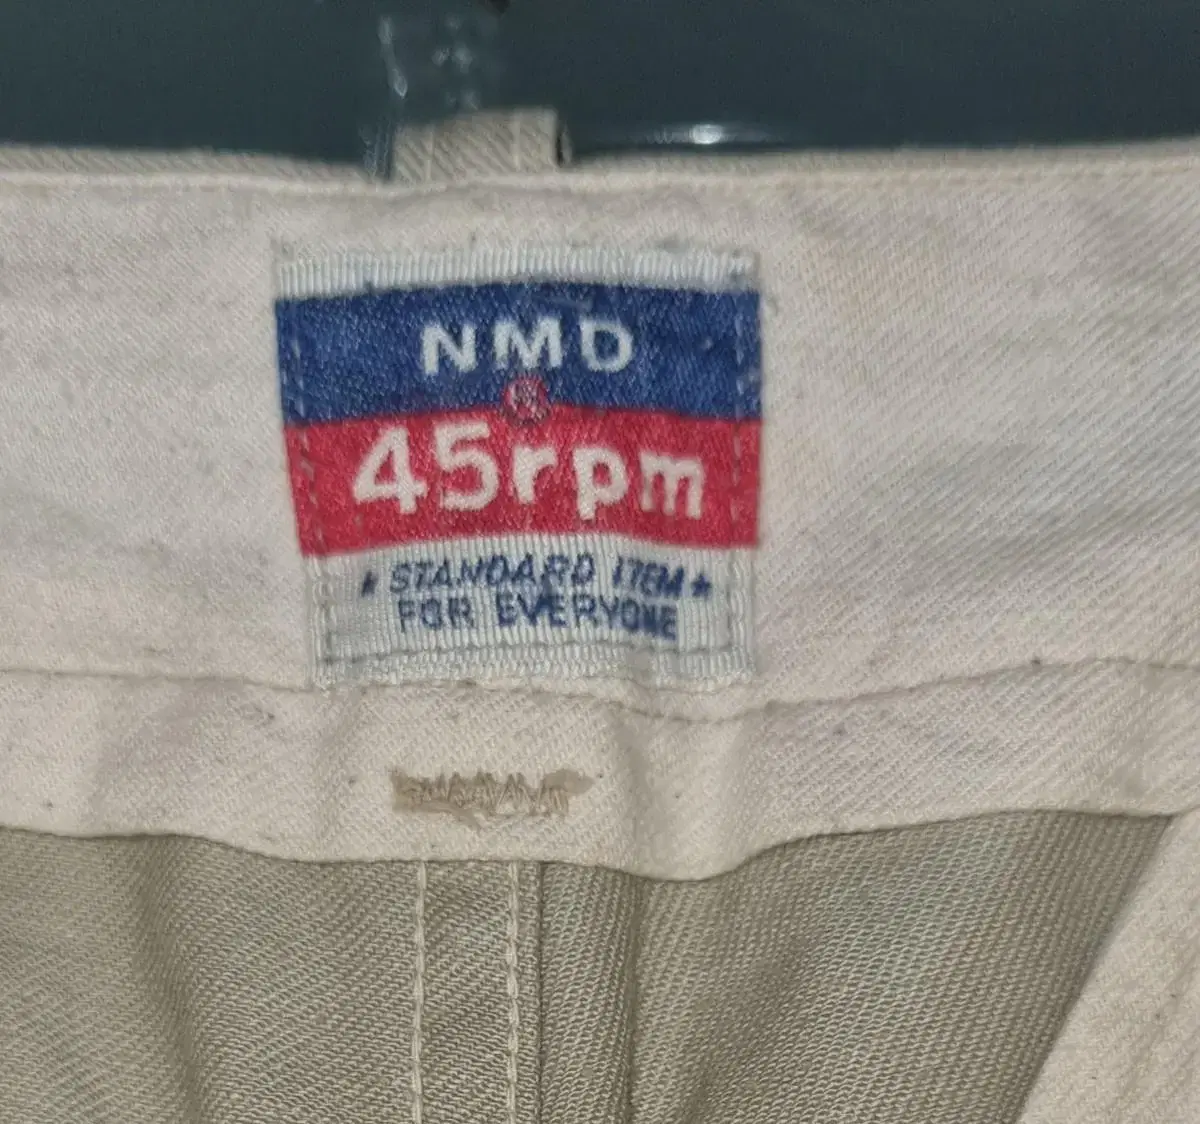 NMD
45rpm
★ STANDARD ITEM ★
FOR EVERYONE